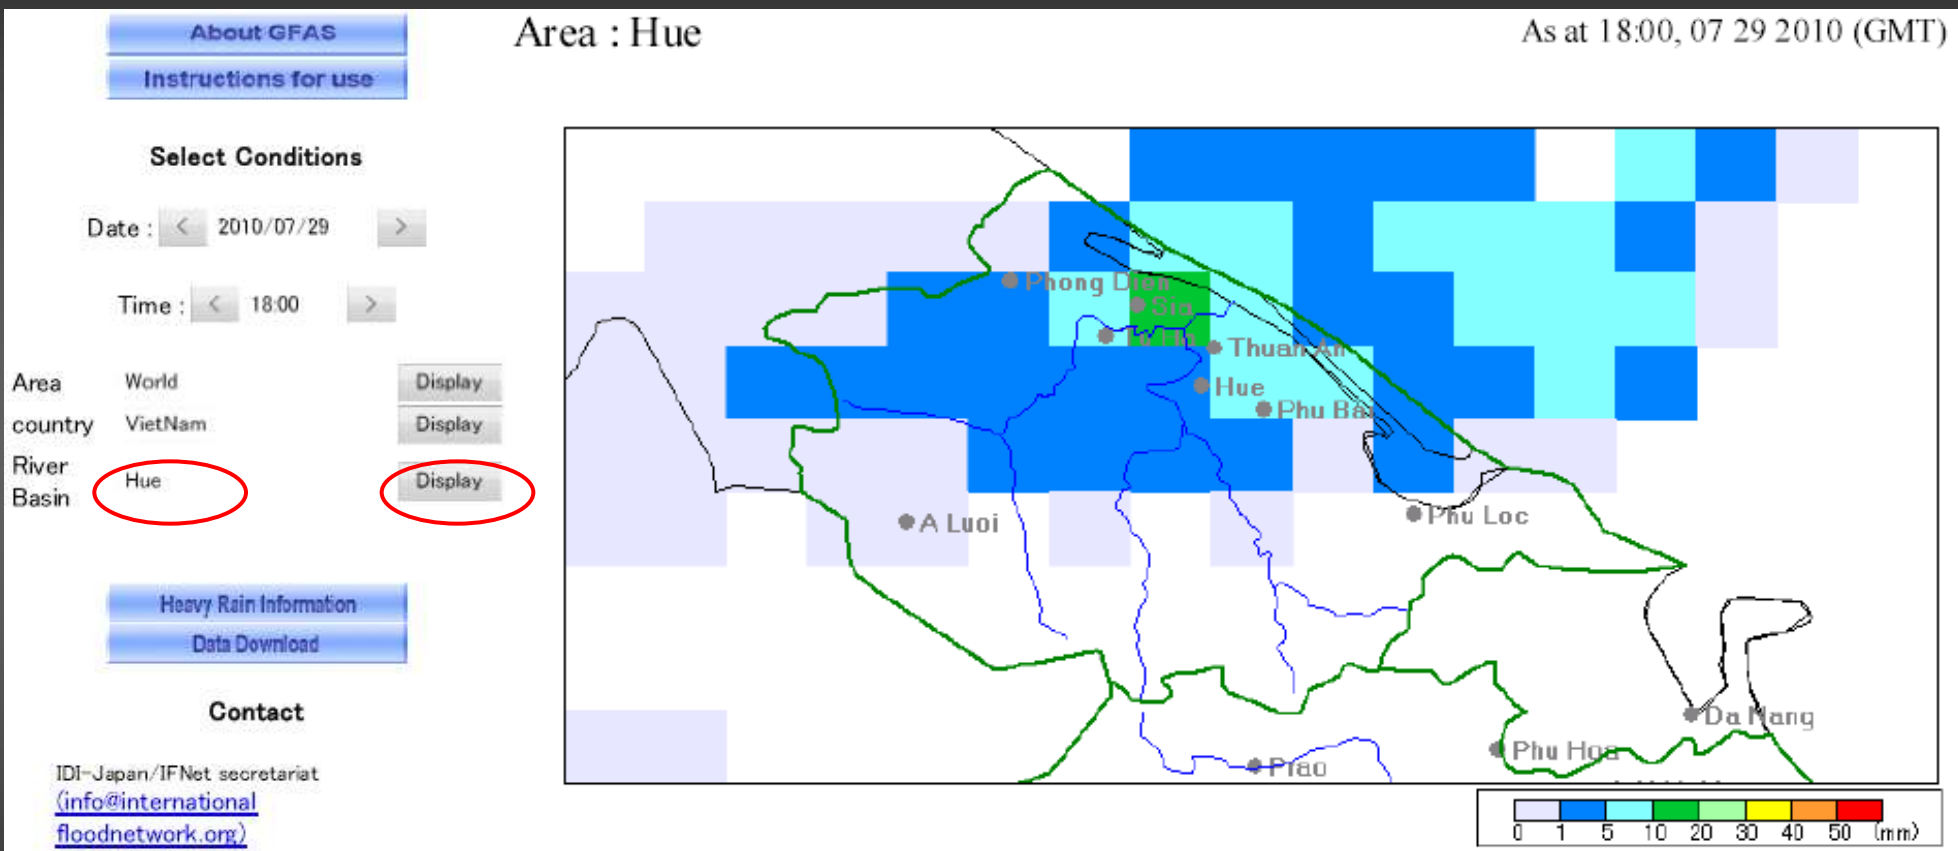 About GFAS
Instructions for use
Area : Hue
As at 18:00, 07 29 2010 (GMT)
Select Conditions
Date : < 2010/07/29 >
Time : < 18:00 >
Area World Display
country VietNam Display
River
Basin Hue Display
Heavy Rain Information
Data Download
Contact
IDI-Japan/IFNet secretariat
(info@international
floodnetwork.org)
Phong Dien
Sia
Thuan An
Hue
Phu Bai
A Luoi
Phu Loc
Da Nang
Phu Hoa
Prao
0 1 5 10 20 30 40 50 (mm)